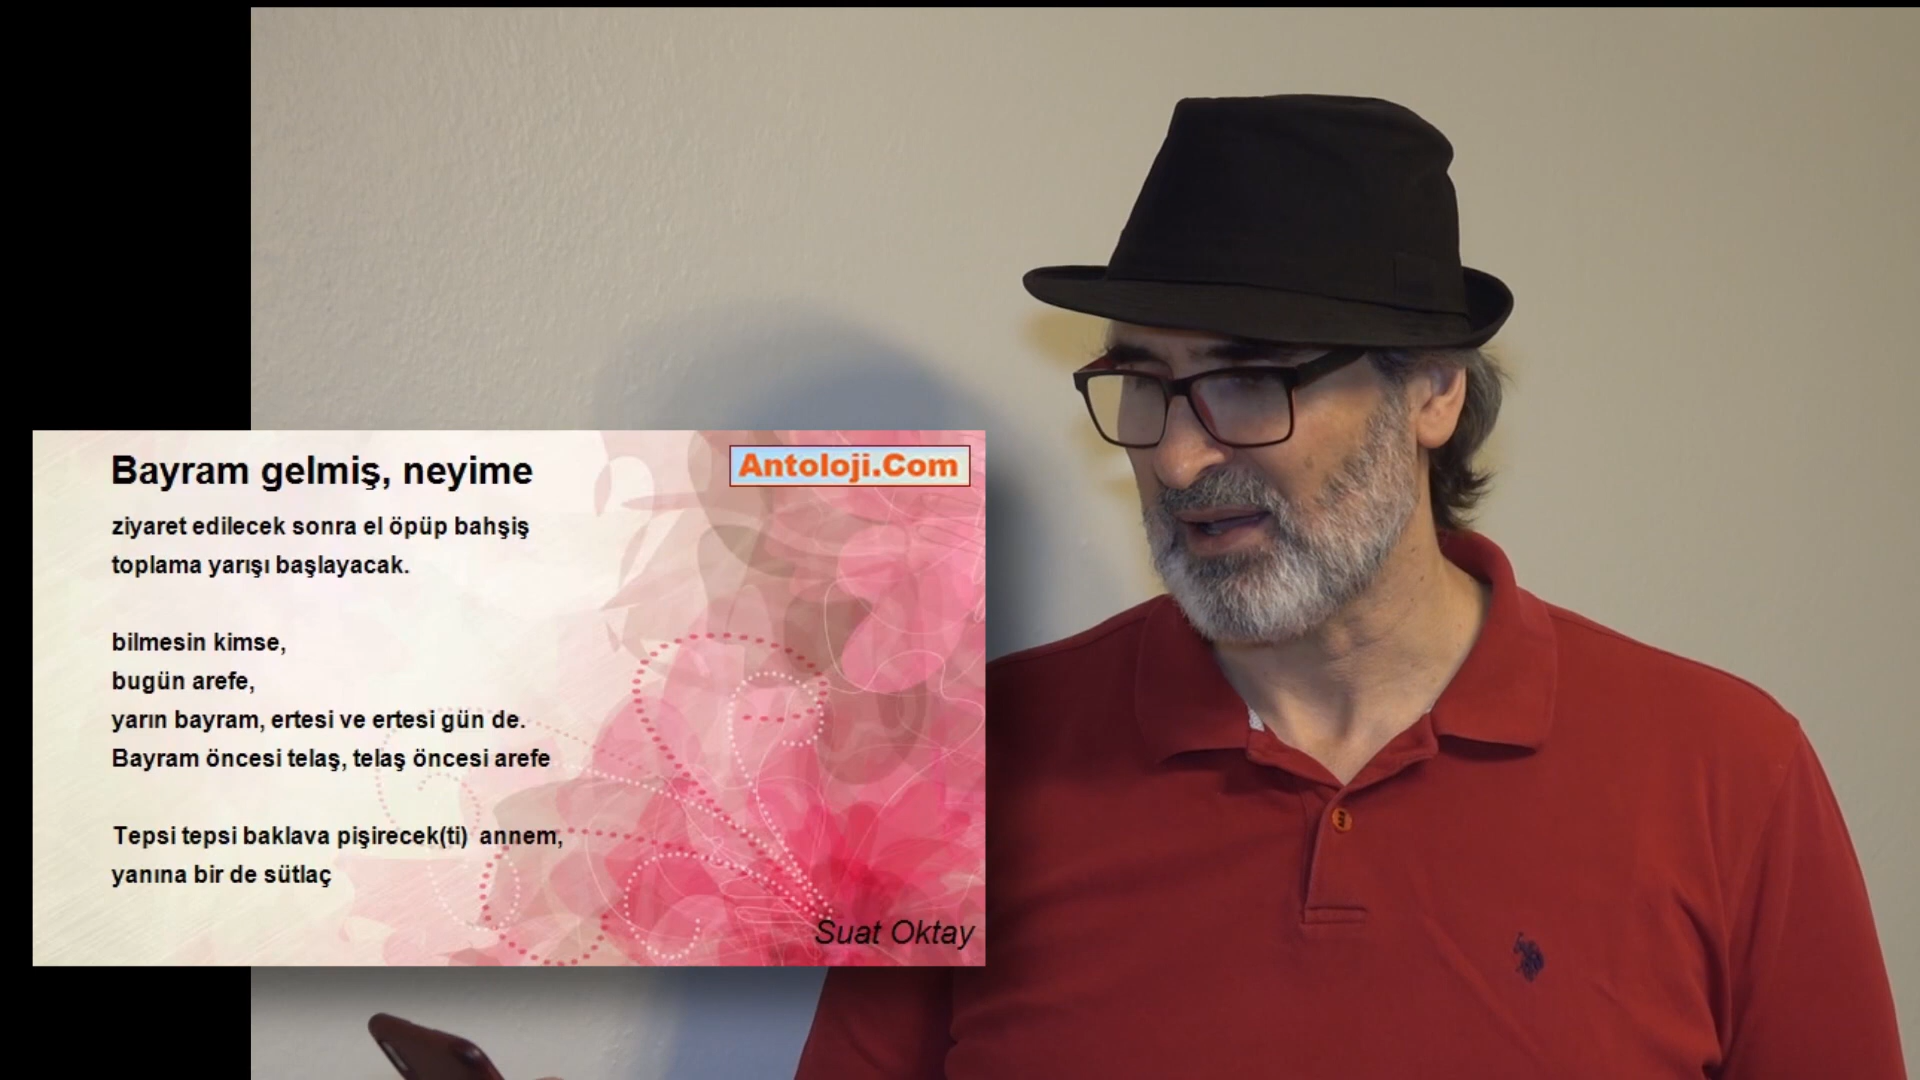 Bayram gelmiş, neyime
Antoloji.Com
ziyaret edilecek sonra el öpüp bahşiş
toplama yarışı başlayacak.
bilmesin kimse,
bugün arefe,
yarın bayram, ertesi ve ertesi gün de.
Bayram öncesi telaş, telaş öncesi arefe
Tepsi tepsi baklava pişirecek(ti) annem,
yanına bir de sütlaç
Suat Oktay